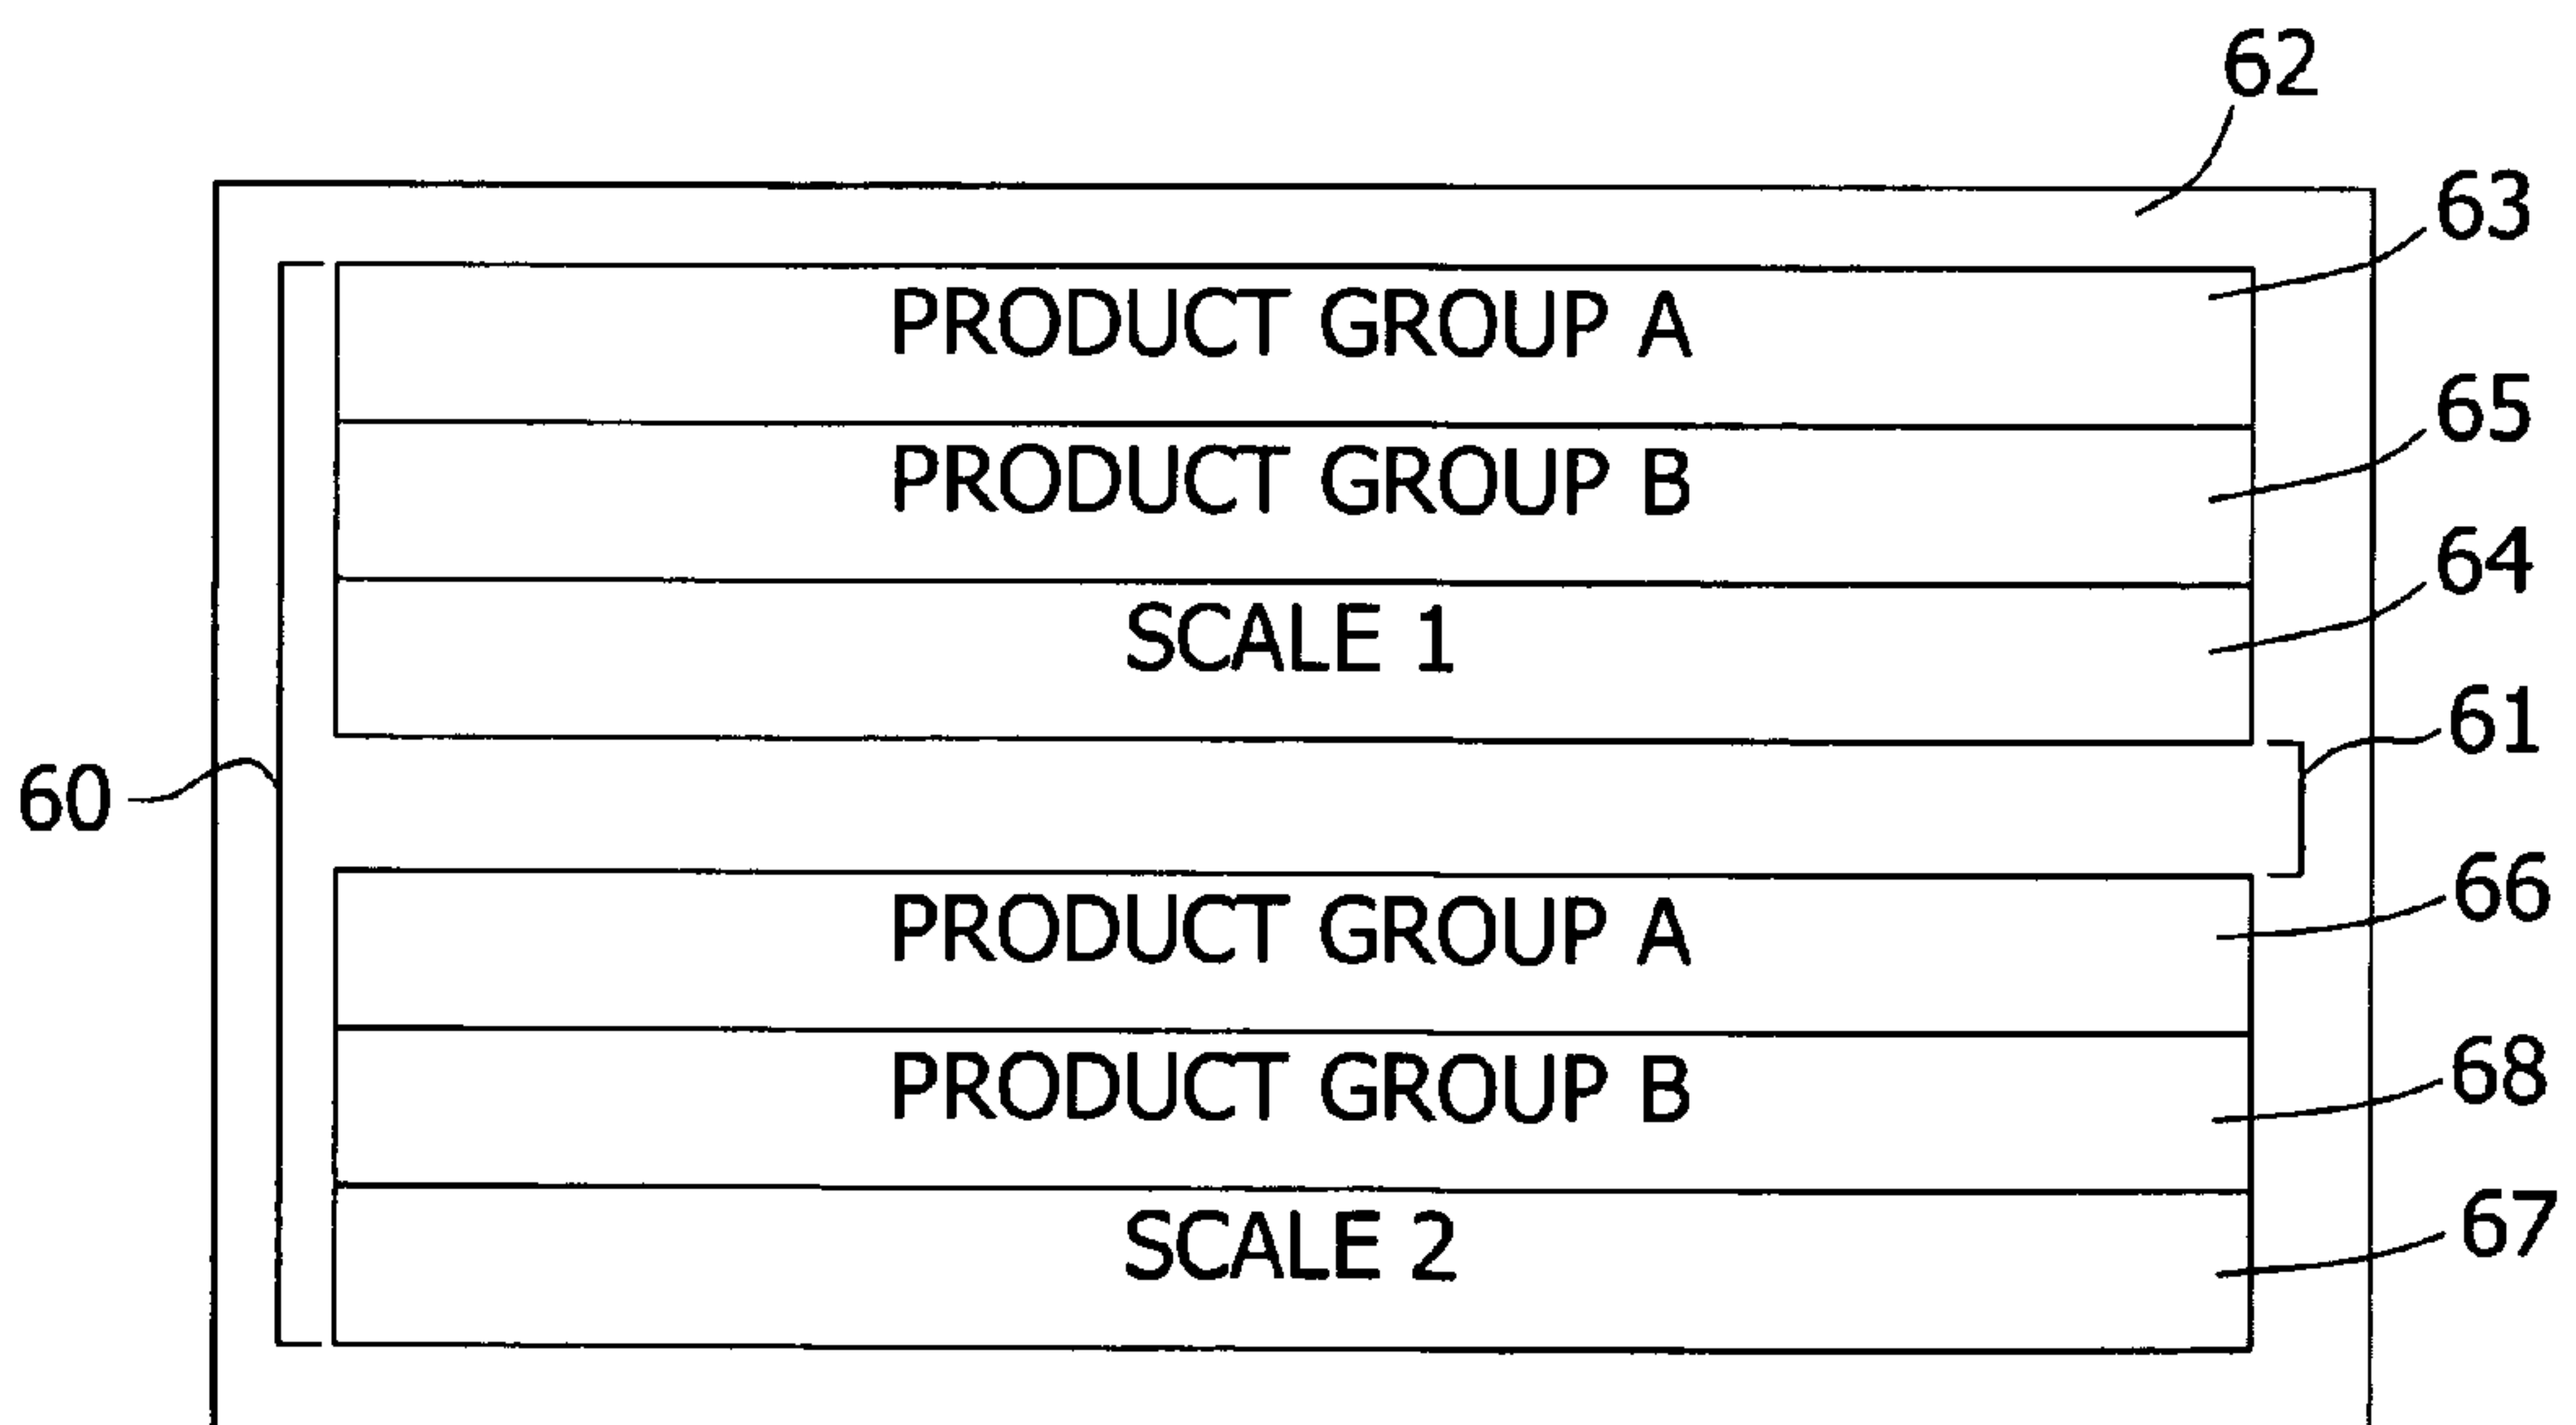 62
63
PRODUCT GROUP A
65
PRODUCT GROUP B
64
SCALE 1
61
60
66
PRODUCT GROUP A
68
PRODUCT GROUP B
67
SCALE 2